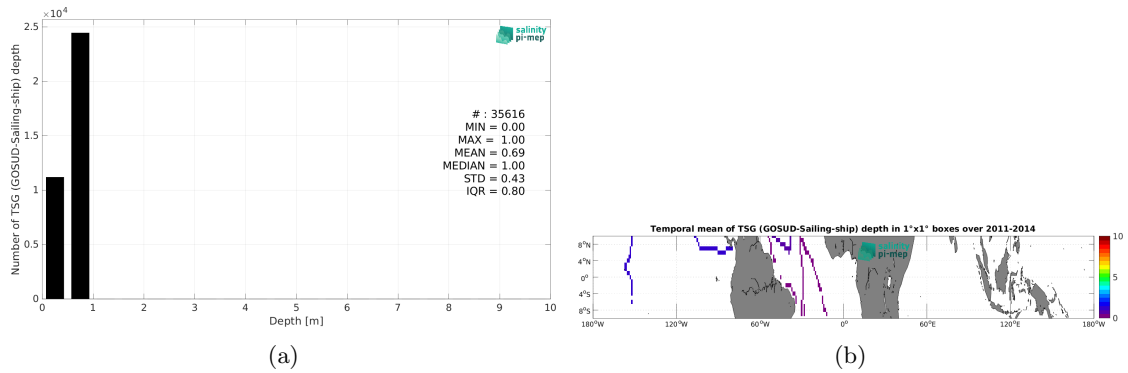 ×10⁴
2.5
2
1.5
1
0.5
0
Number of TSG (GOSUD-Sailing-ship) depth
salinity
pi-mep
# : 35616
MIN = 0.00
MAX = 1.00
MEAN = 0.69
MEDIAN = 1.00
STD = 0.43
IQR = 0.80
0 1 2 3 4 5 6 7 8 9 10
Depth [m]
(a)
Temporal mean of TSG (GOSUD-Sailing-ship) depth in 1°x1° boxes over 2011-2014
salinity
pi-mep
8°N
4°N
0°
4°S
8°S
180°W 120°W 60°W 0° 60°E 120°E 180°W
10
5
0
(b)